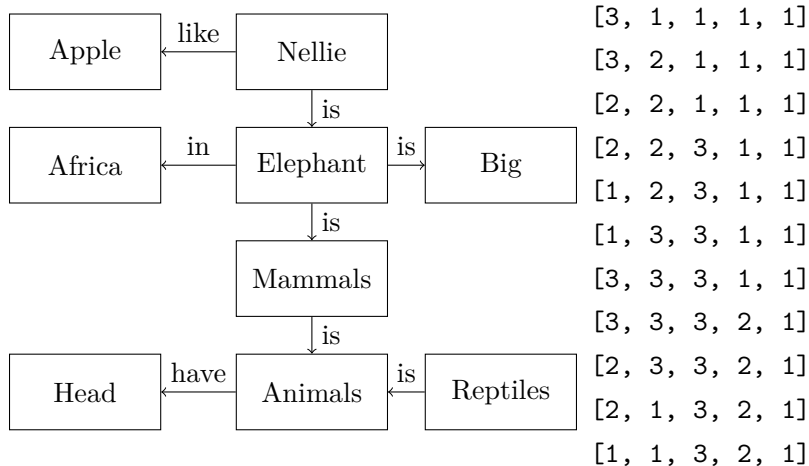 Apple like Nellie
is
Africa in Elephant is Big
is
Mammals
is
Head have Animals is Reptiles
[3, 1, 1, 1, 1]
[3, 2, 1, 1, 1]
[2, 2, 1, 1, 1]
[2, 2, 3, 1, 1]
[1, 2, 3, 1, 1]
[1, 3, 3, 1, 1]
[3, 3, 3, 1, 1]
[3, 3, 3, 2, 1]
[2, 3, 3, 2, 1]
[2, 1, 3, 2, 1]
[1, 1, 3, 2, 1]